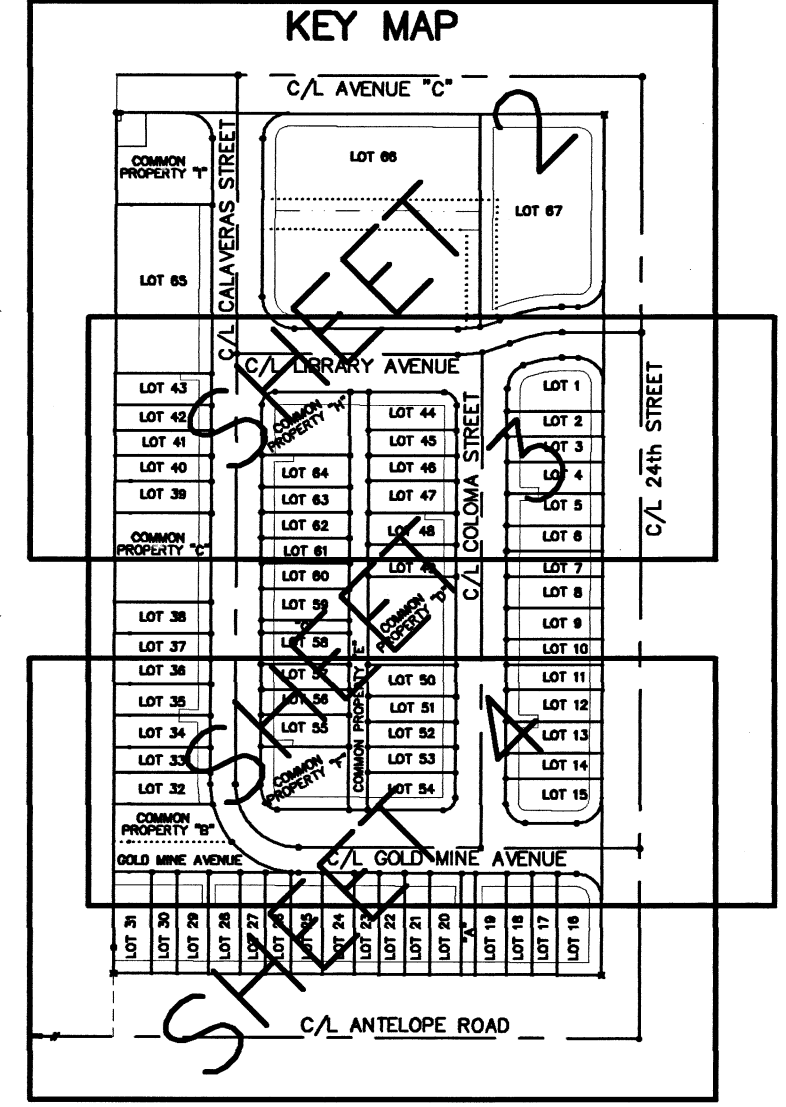 KEY MAP
C/L AVENUE "C"
C/L CALAVERAS STREET
COMMON
PROPERTY "I"
LOT 66
LOT 67
LOT 65
SHEET 2
C/L LIBRARY AVENUE
C/L 24th STREET
C/L COLOMA STREET
LOT 43
LOT 42
LOT 41
LOT 40
LOT 39
COMMON
PROPERTY "C"
LOT 38
LOT 37
LOT 36
LOT 35
LOT 34
LOT 33
LOT 32
COMMON
PROPERTY "B"
GOLD MINE AVENUE
COMMON
PROPERTY "H"
LOT 64
LOT 63
LOT 62
LOT 61
LOT 60
LOT 59
"G"
LOT 58
LOT 57
LOT 56
LOT 55
COMMON
PROPERTY "F"
COMMON PROPERTY "E"
LOT 44
LOT 45
LOT 46
LOT 47
LOT 48
LOT 49
COMMON
PROPERTY "D"
LOT 50
LOT 51
LOT 52
LOT 53
LOT 54
SHEET 3
LOT 1
LOT 2
LOT 3
LOT 4
LOT 5
LOT 6
LOT 7
LOT 8
LOT 9
LOT 10
LOT 11
LOT 12
LOT 13
LOT 14
LOT 15
SHEET 4
C/L GOLD MINE AVENUE
LOT 31
LOT 30
LOT 29
LOT 28
LOT 27
LOT 26
LOT 25
LOT 24
LOT 23
LOT 22
LOT 21
LOT 20
"A"
LOT 19
LOT 18
LOT 17
LOT 16
C/L ANTELOPE ROAD